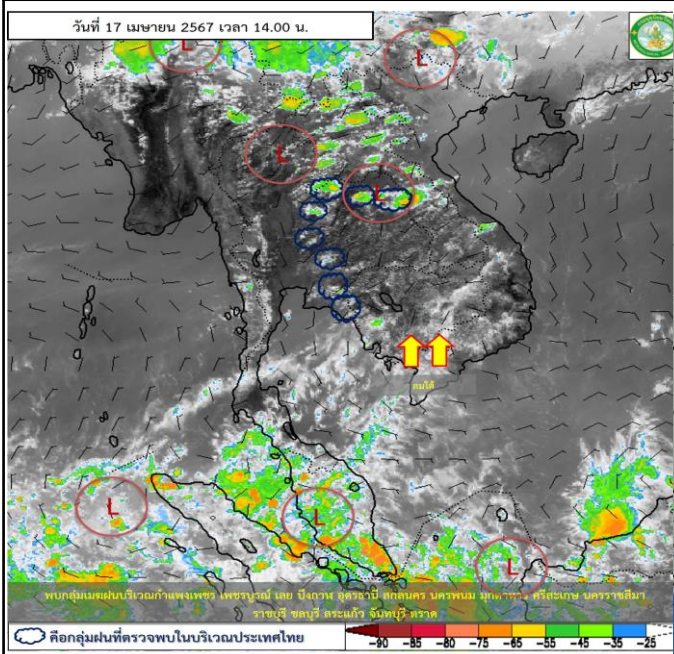 วันที่ 17 เมษายน 2567 เวลา 14.00 น.
L
L
L
L
ลมใต้
L
L
L
พบกลุ่มเมฆฝนบริเวณกำแพงเพชร เพชรบูรณ์ เลย บึงกาฬ อุดรธานี สกลนคร นครพนม มุกดาหาร ศรีสะเกษ นครราชสีมา
ราชบุรี ชลบุรี สระแก้ว จันทบุรี ตราด
คือกลุ่มฝนที่ตรวจพบในบริเวณประเทศไทย
-90 -80 -75 -65 -55 -45 -35 -25